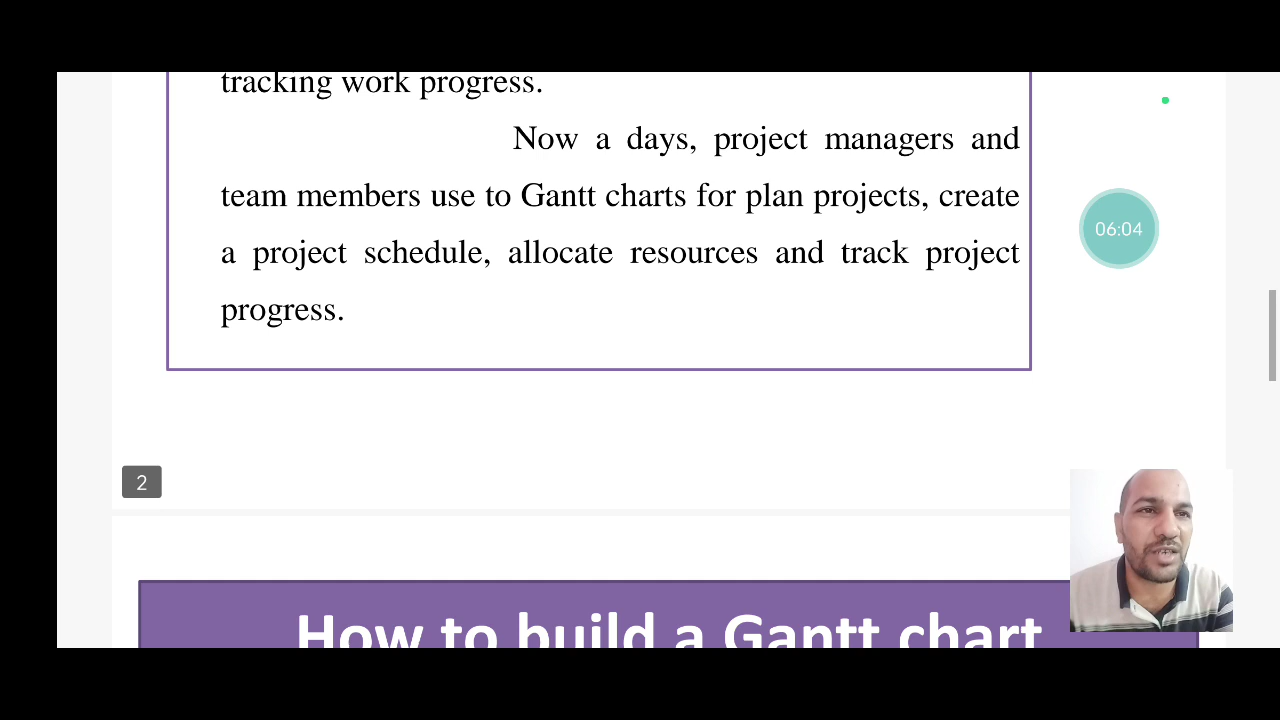 tracking work progress.
Now a days, project managers and
team members use to Gantt charts for plan projects, create
a project schedule, allocate resources and track project
progress.
06:04
2
How to build a Gantt chart